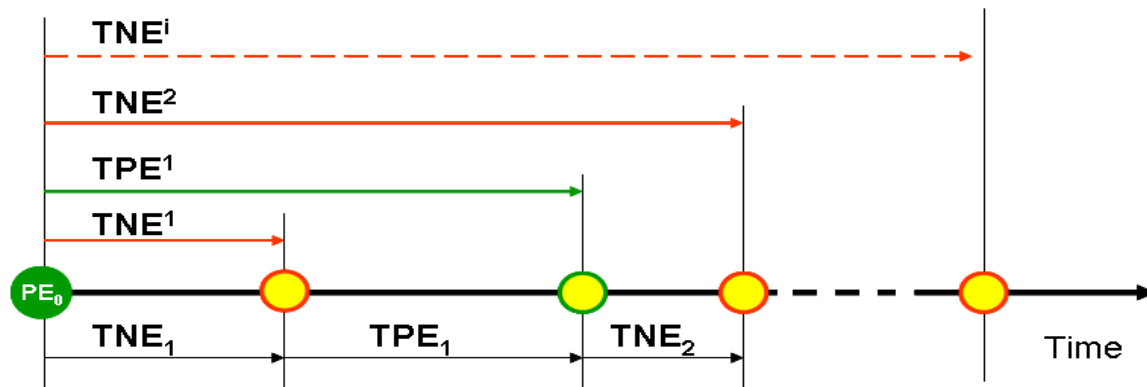 TNEⁱ
TNE²
TPE¹
TNE¹
PE₀
TNE₁ TPE₁ TNE₂ Time